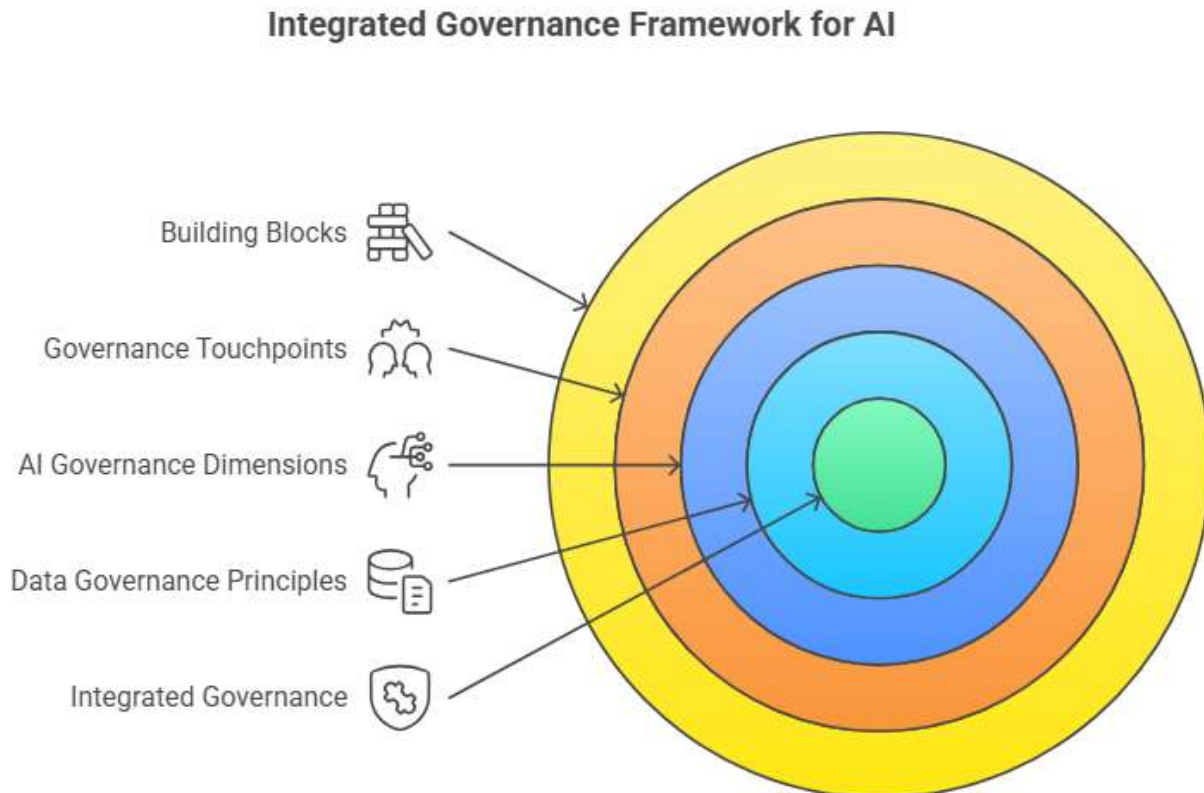 Integrated Governance Framework for AI
Building Blocks
Governance Touchpoints
AI Governance Dimensions
Data Governance Principles
Integrated Governance